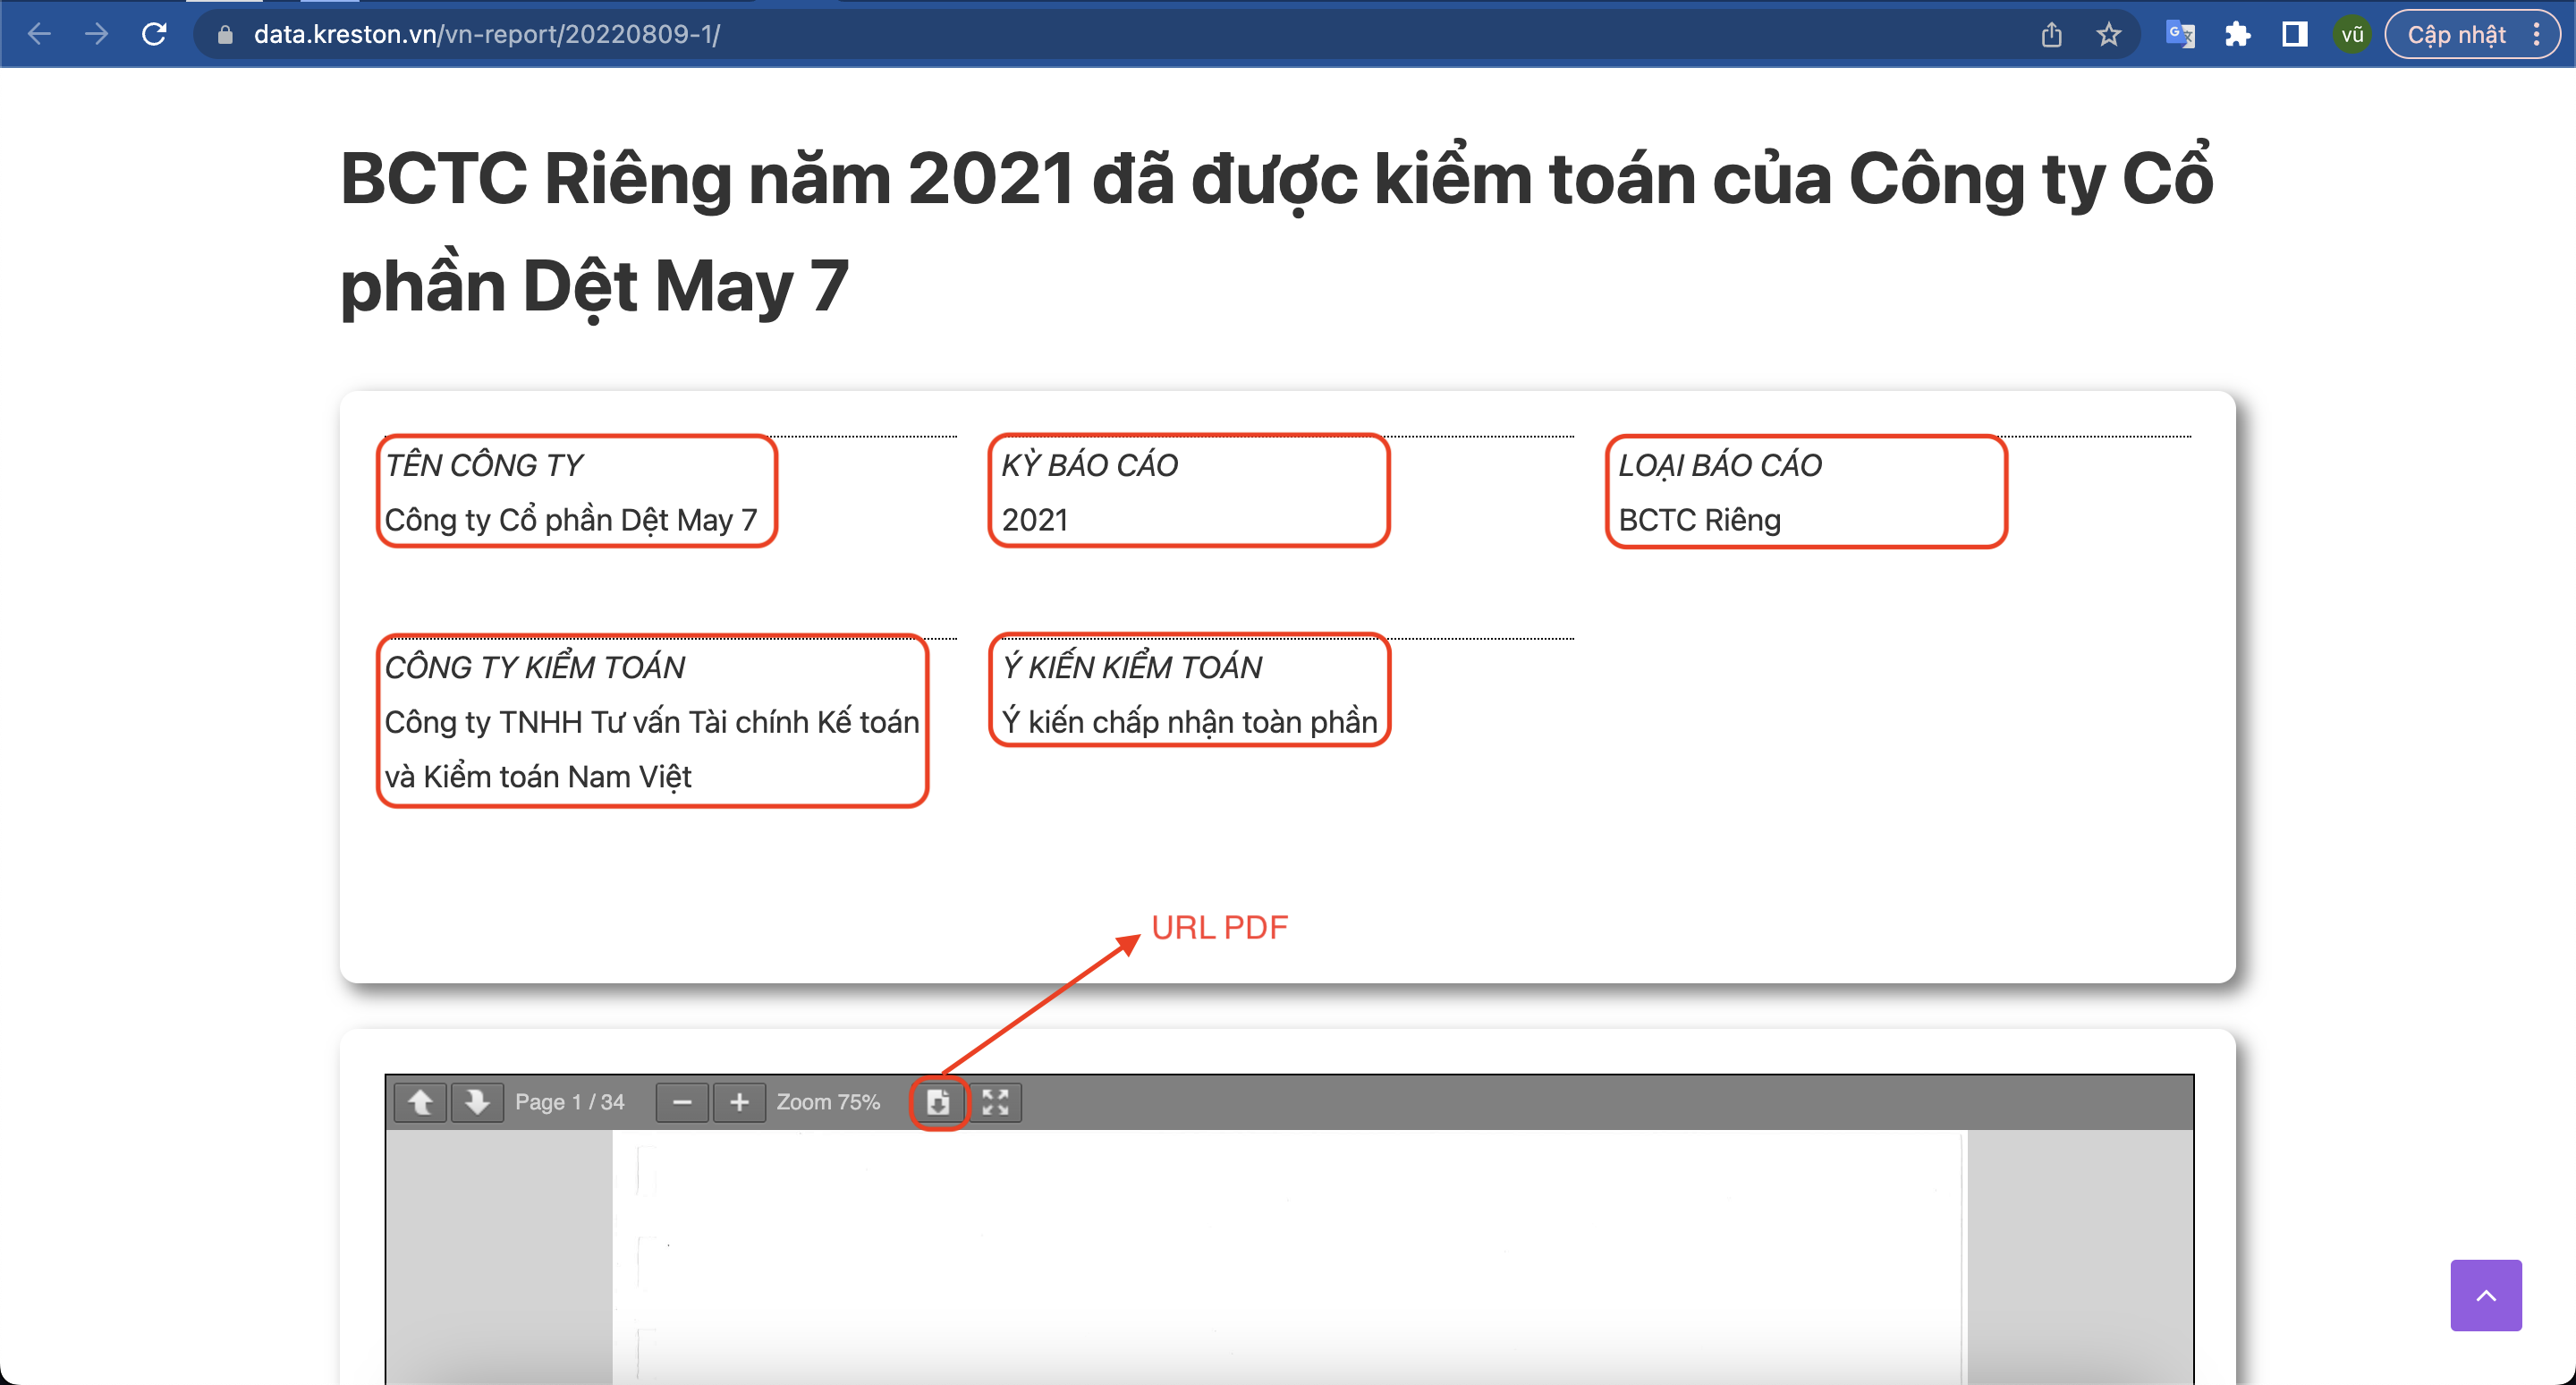 data.kreston.vn/vn-report/20220809-1/
vũ
Cập nhật
BCTC Riêng năm 2021 đã được kiểm toán của Công ty Cổ
phần Dệt May 7
TÊN CÔNG TY
Công ty Cổ phần Dệt May 7
KỲ BÁO CÁO
2021
LOẠI BÁO CÁO
BCTC Riêng
CÔNG TY KIỂM TOÁN
Công ty TNHH Tư vấn Tài chính Kế toán
và Kiểm toán Nam Việt
Ý KIẾN KIỂM TOÁN
Ý kiến chấp nhận toàn phần
URL PDF
Page 1 / 34
Zoom 75%